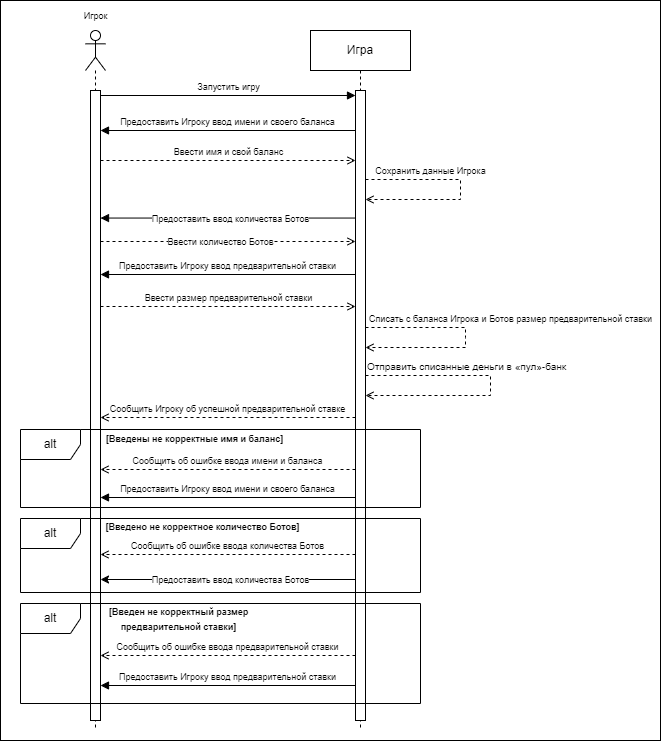 Игрок
Игра
Запустить игру
Предоставить Игроку ввод имени и своего баланса
Ввести имя и свой баланс
Сохранить данные Игрока
Предоставить ввод количества Ботов
Ввести количество Ботов
Предоставить Игроку ввод предварительной ставки
Ввести размер предварительной ставки
Списать с баланса Игрока и Ботов размер предварительной ставки
Отправить списанные деньги в «пул»-банк
Сообщить Игроку об успешной предварительной ставке
alt
[Введены не корректные имя и баланс]
Сообщить об ошибке ввода имени и баланса
Предоставить Игроку ввод имени и своего баланса
alt
[Введено не корректное количество Ботов]
Сообщить об ошибке ввода количества Ботов
Предоставить ввод количества Ботов
alt
[Введен не корректный размер
предварительной ставки]
Сообщить об ошибке ввода предварительной ставки
Предоставить Игроку ввод предварительной ставки